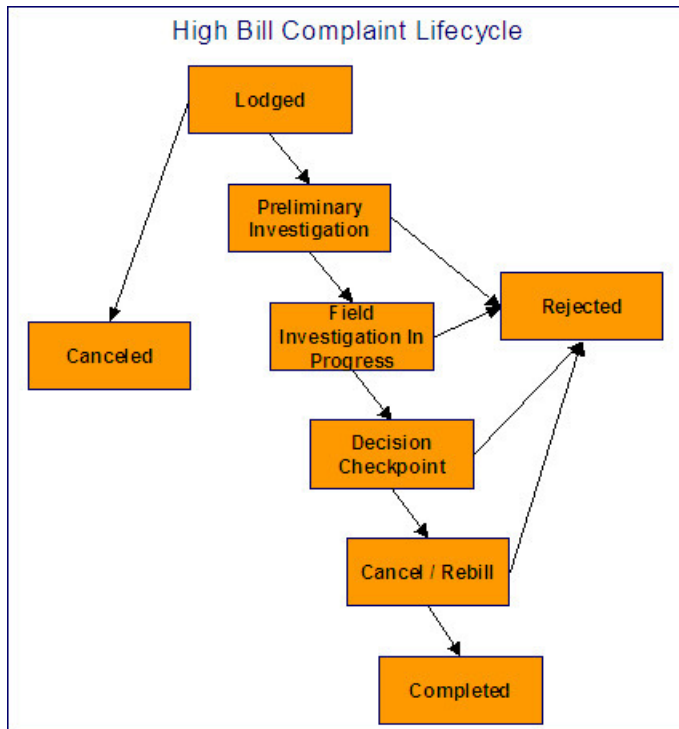 High Bill Complaint Lifecycle
Lodged
Preliminary
Investigation
Rejected
Field
Investigation In
Progress
Canceled
Decision
Checkpoint
Cancel / Rebill
Completed